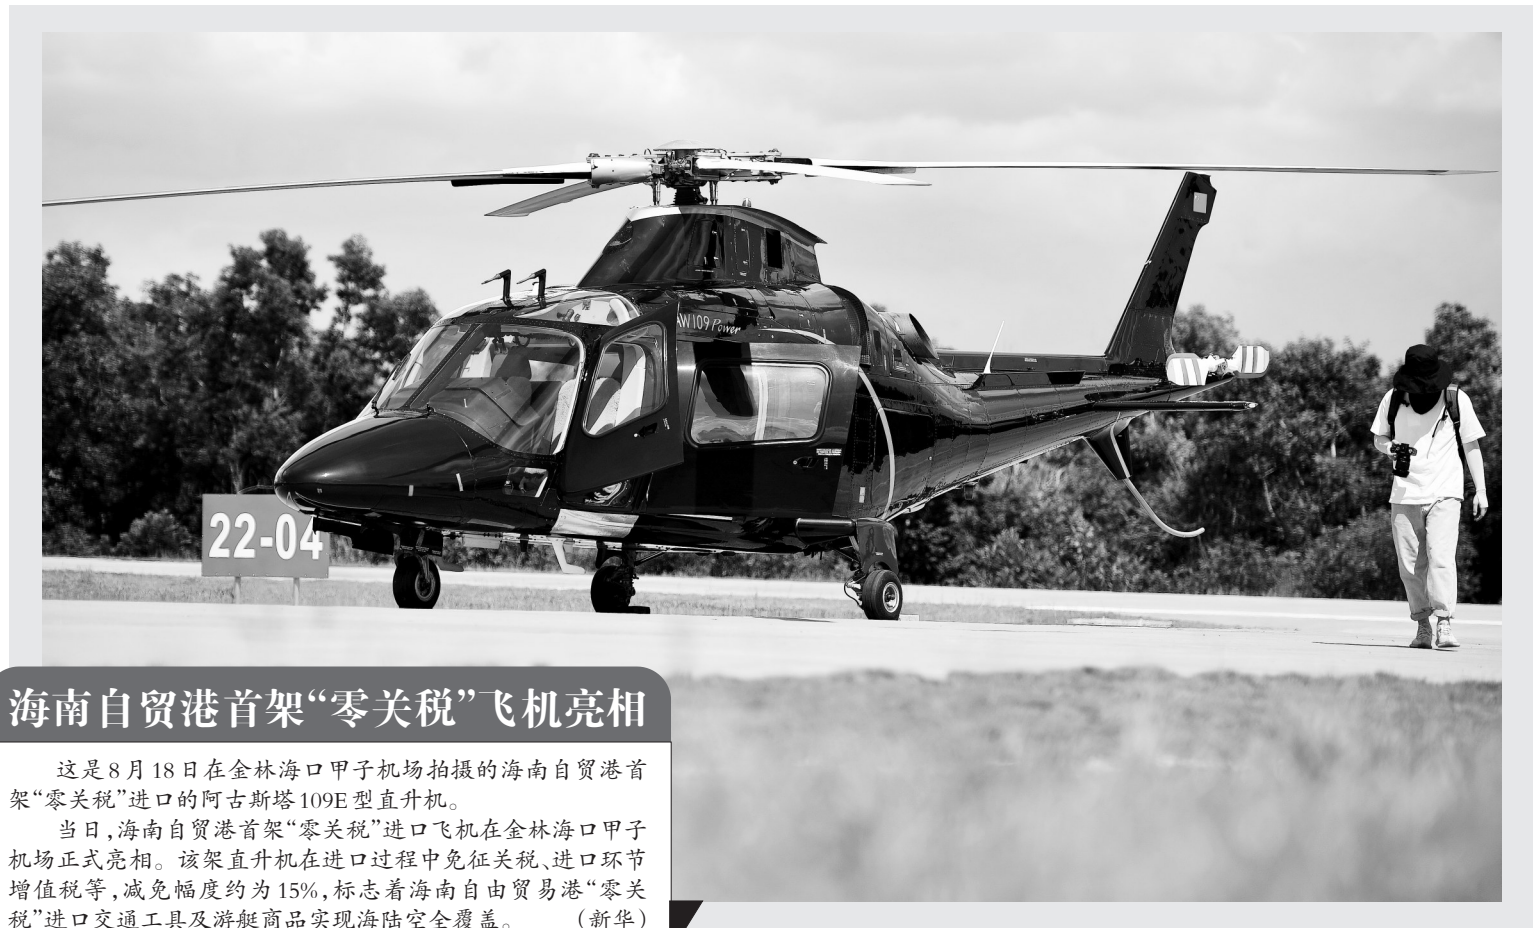 AW109 Power
22-04
海南自贸港首架“零关税”飞机亮相
这是8月18日在金林海口甲子机场拍摄的海南自贸港首
架“零关税”进口的阿古斯塔109E型直升机。
当日,海南自贸港首架“零关税”进口飞机在金林海口甲子
机场正式亮相。该架直升机在进口过程中免征关税、进口环节
增值税等,减免幅度约为15%,标志着海南自由贸易港“零关
税”进口交通工具及游艇商品实现海陆空全覆盖。 (新华)